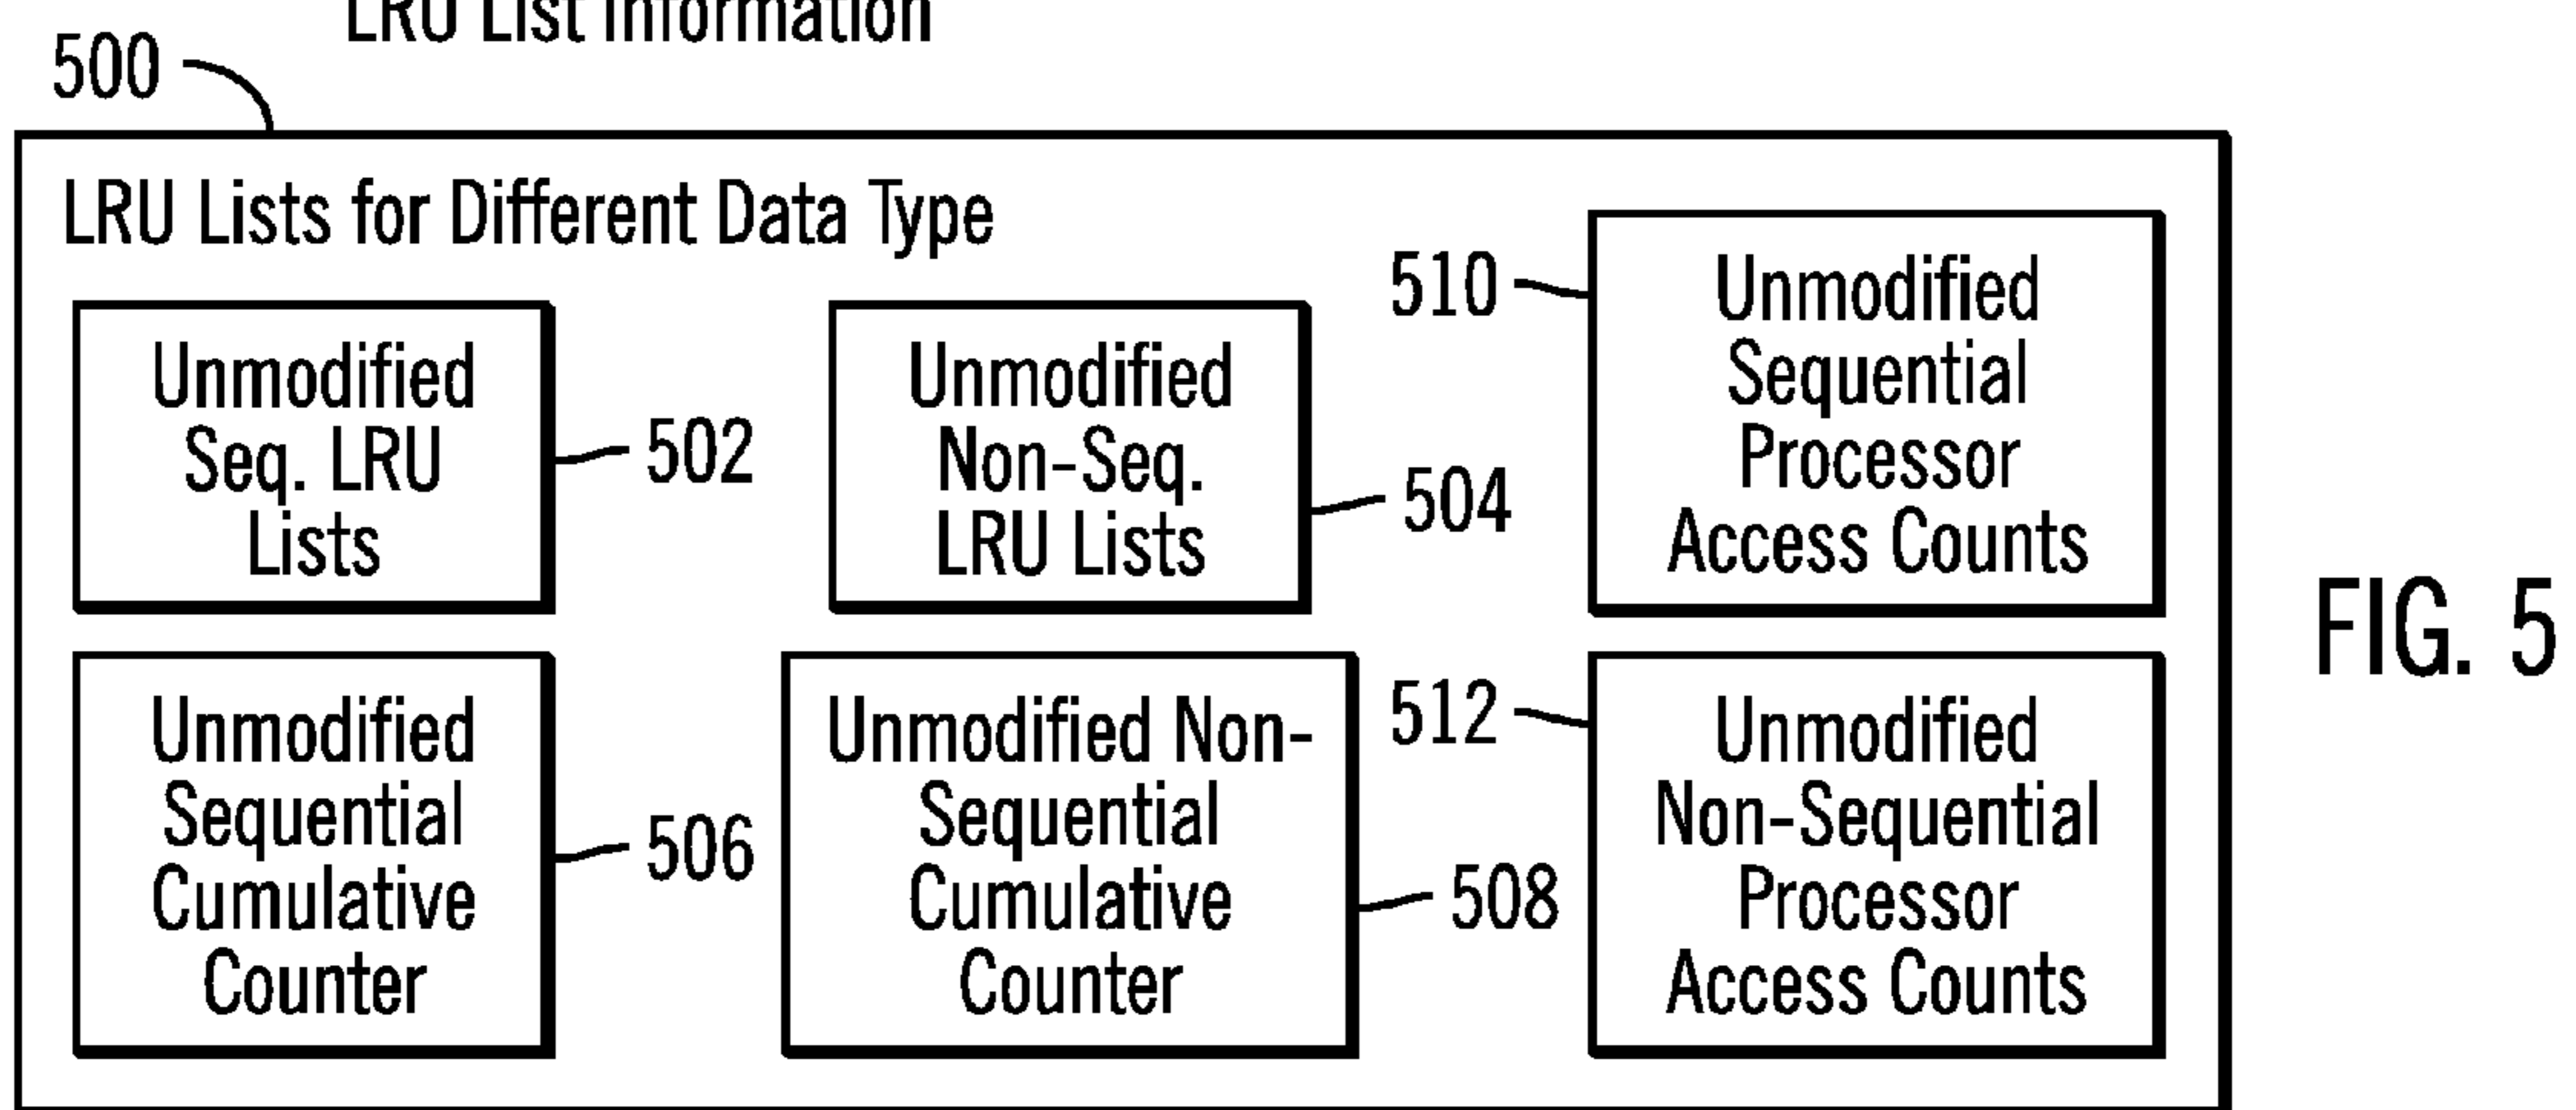 LRU List Information
500
LRU Lists for Different Data Type
Unmodified
Seq. LRU
Lists
502
Unmodified
Non-Seq.
LRU Lists
504
510
Unmodified
Sequential
Processor
Access Counts
Unmodified
Sequential
Cumulative
Counter
506
Unmodified Non-
Sequential
Cumulative
Counter
508
512
Unmodified
Non-Sequential
Processor
Access Counts
FIG. 5